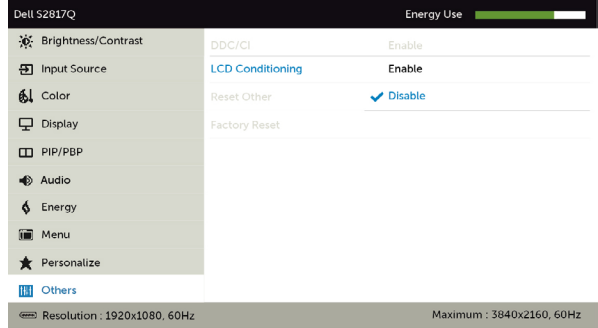 Dell S2817Q Energy Use
Brightness/Contrast DDC/CI Enable
Input Source LCD Conditioning Enable
Color Reset Other Disable
Display Factory Reset
PIP/PBP
Audio
Energy
Menu
Personalize
Others
Resolution : 1920x1080, 60Hz Maximum : 3840x2160, 60Hz